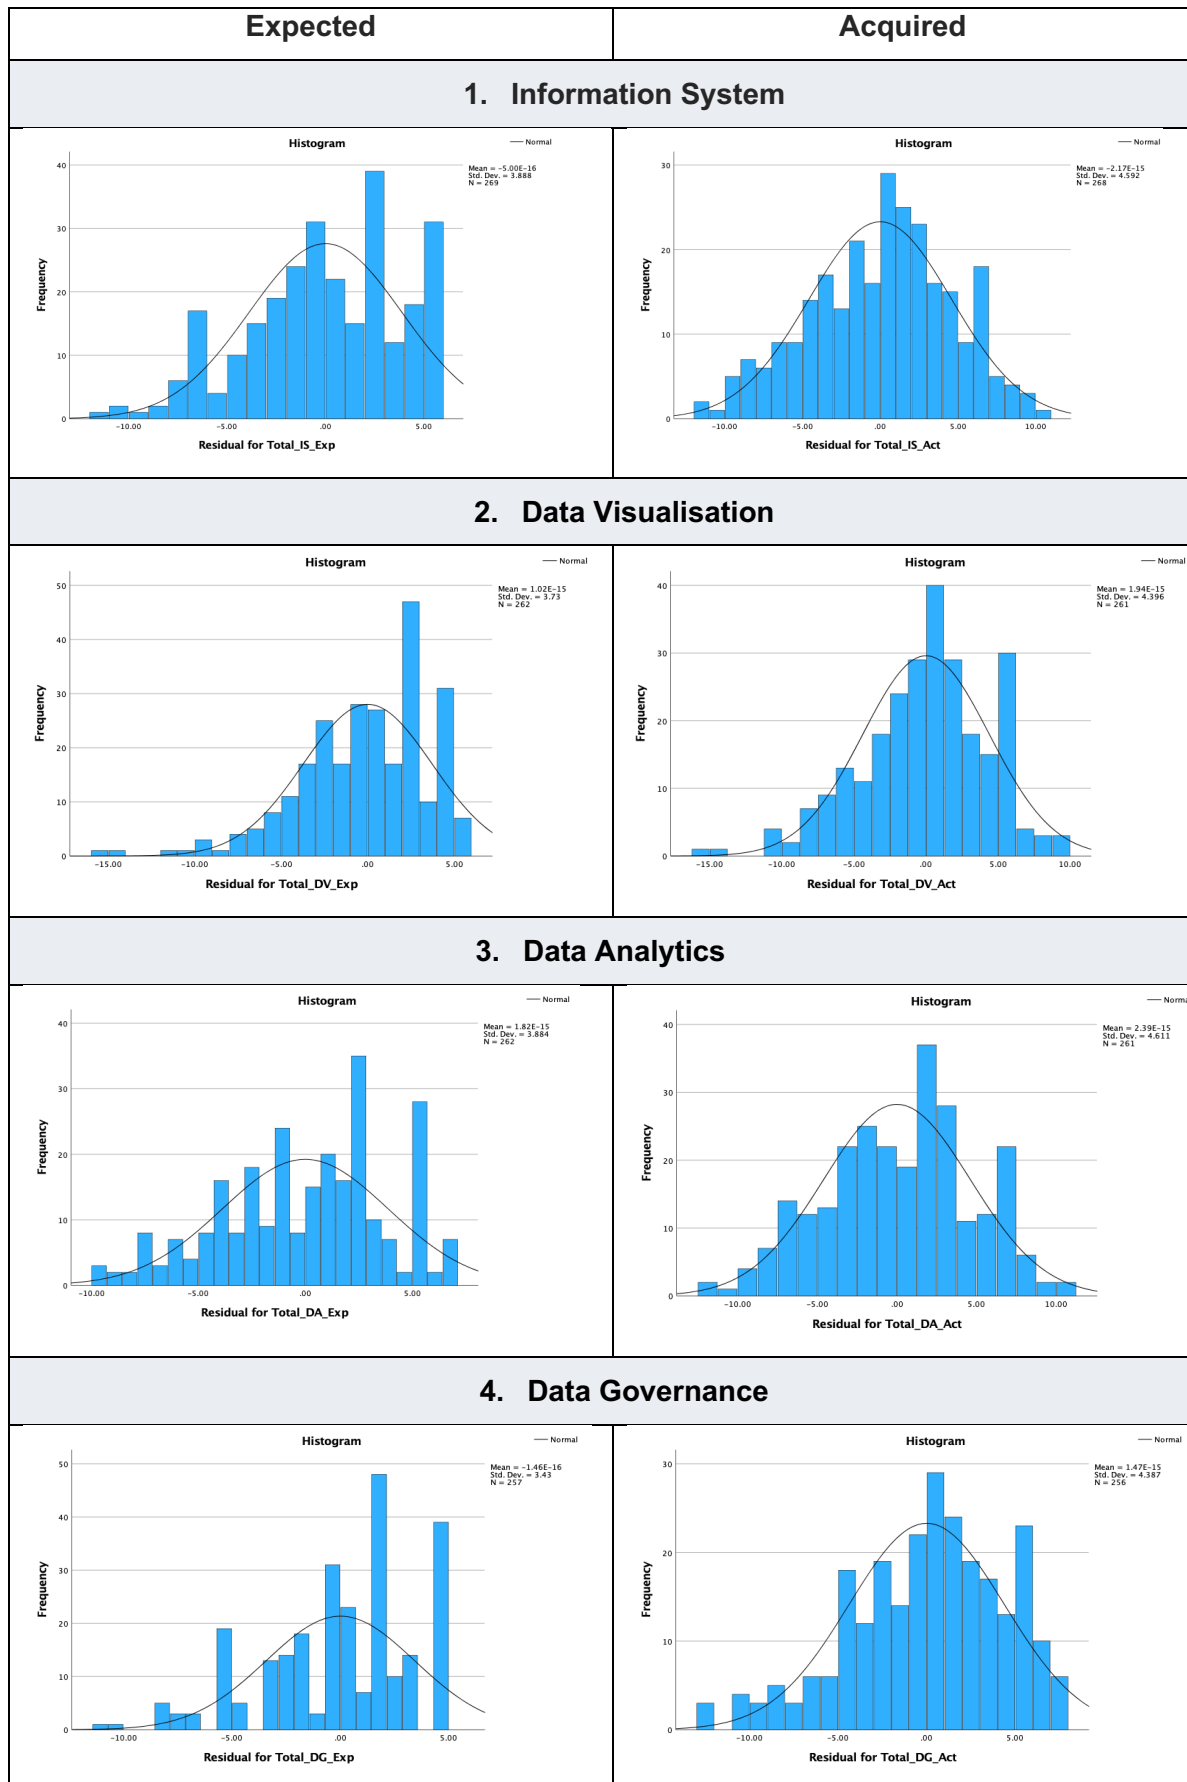 Expected
Acquired
1. Information System
Histogram
Normal
Mean = -5.00E-16
Std. Dev. = 3.888
N = 269
40
30
20
10
0
Frequency
-10.00
-5.00
.00
5.00
Residual for Total_IS_Exp
Histogram
Normal
Mean = -2.17E-15
Std. Dev. = 4.592
N = 268
30
20
10
0
Frequency
-10.00
-5.00
.00
5.00
10.00
Residual for Total_IS_Act
2. Data Visualisation
Histogram
Normal
Mean = 1.02E-15
Std. Dev. = 3.73
N = 262
50
40
30
20
10
0
Frequency
-15.00
-10.00
-5.00
.00
5.00
Residual for Total_DV_Exp
Histogram
Normal
Mean = 1.94E-15
Std. Dev. = 4.396
N = 261
40
30
20
10
0
Frequency
-15.00
-10.00
-5.00
.00
5.00
10.00
Residual for Total_DV_Act
3. Data Analytics
Histogram
Normal
Mean = 1.82E-15
Std. Dev. = 3.884
N = 262
40
30
20
10
0
Frequency
-10.00
-5.00
.00
5.00
Residual for Total_DA_Exp
Histogram
Norma
Mean = 2.39E-15
Std. Dev. = 4.611
N = 261
40
30
20
10
0
Frequency
-10.00
-5.00
.00
5.00
10.00
Residual for Total_DA_Act
4. Data Governance
Histogram
Normal
Mean = -1.46E-16
Std. Dev. = 3.43
N = 257
50
40
30
20
10
0
Frequency
-10.00
-5.00
.00
5.00
Residual for Total_DG_Exp
Histogram
Normal
Mean = 1.47E-15
Std. Dev. = 4.387
N = 256
30
20
10
0
Frequency
-10.00
-5.00
.00
5.00
Residual for Total_DG_Act